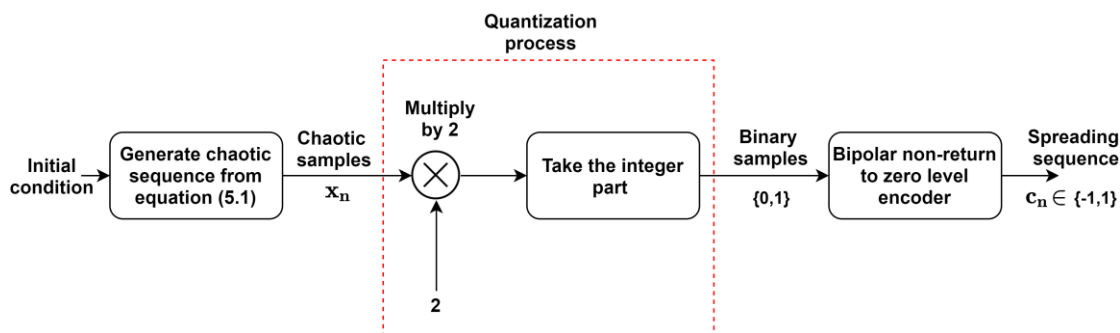 Quantization
process
Multiply
by 2
Initial
condition
Generate chaotic
sequence from
equation (5.1)
Chaotic
samples
xₙ
2
Take the integer
part
Binary
samples
{0,1}
Bipolar non-return
to zero level
encoder
Spreading
sequence
cₙ ∈ {-1,1}